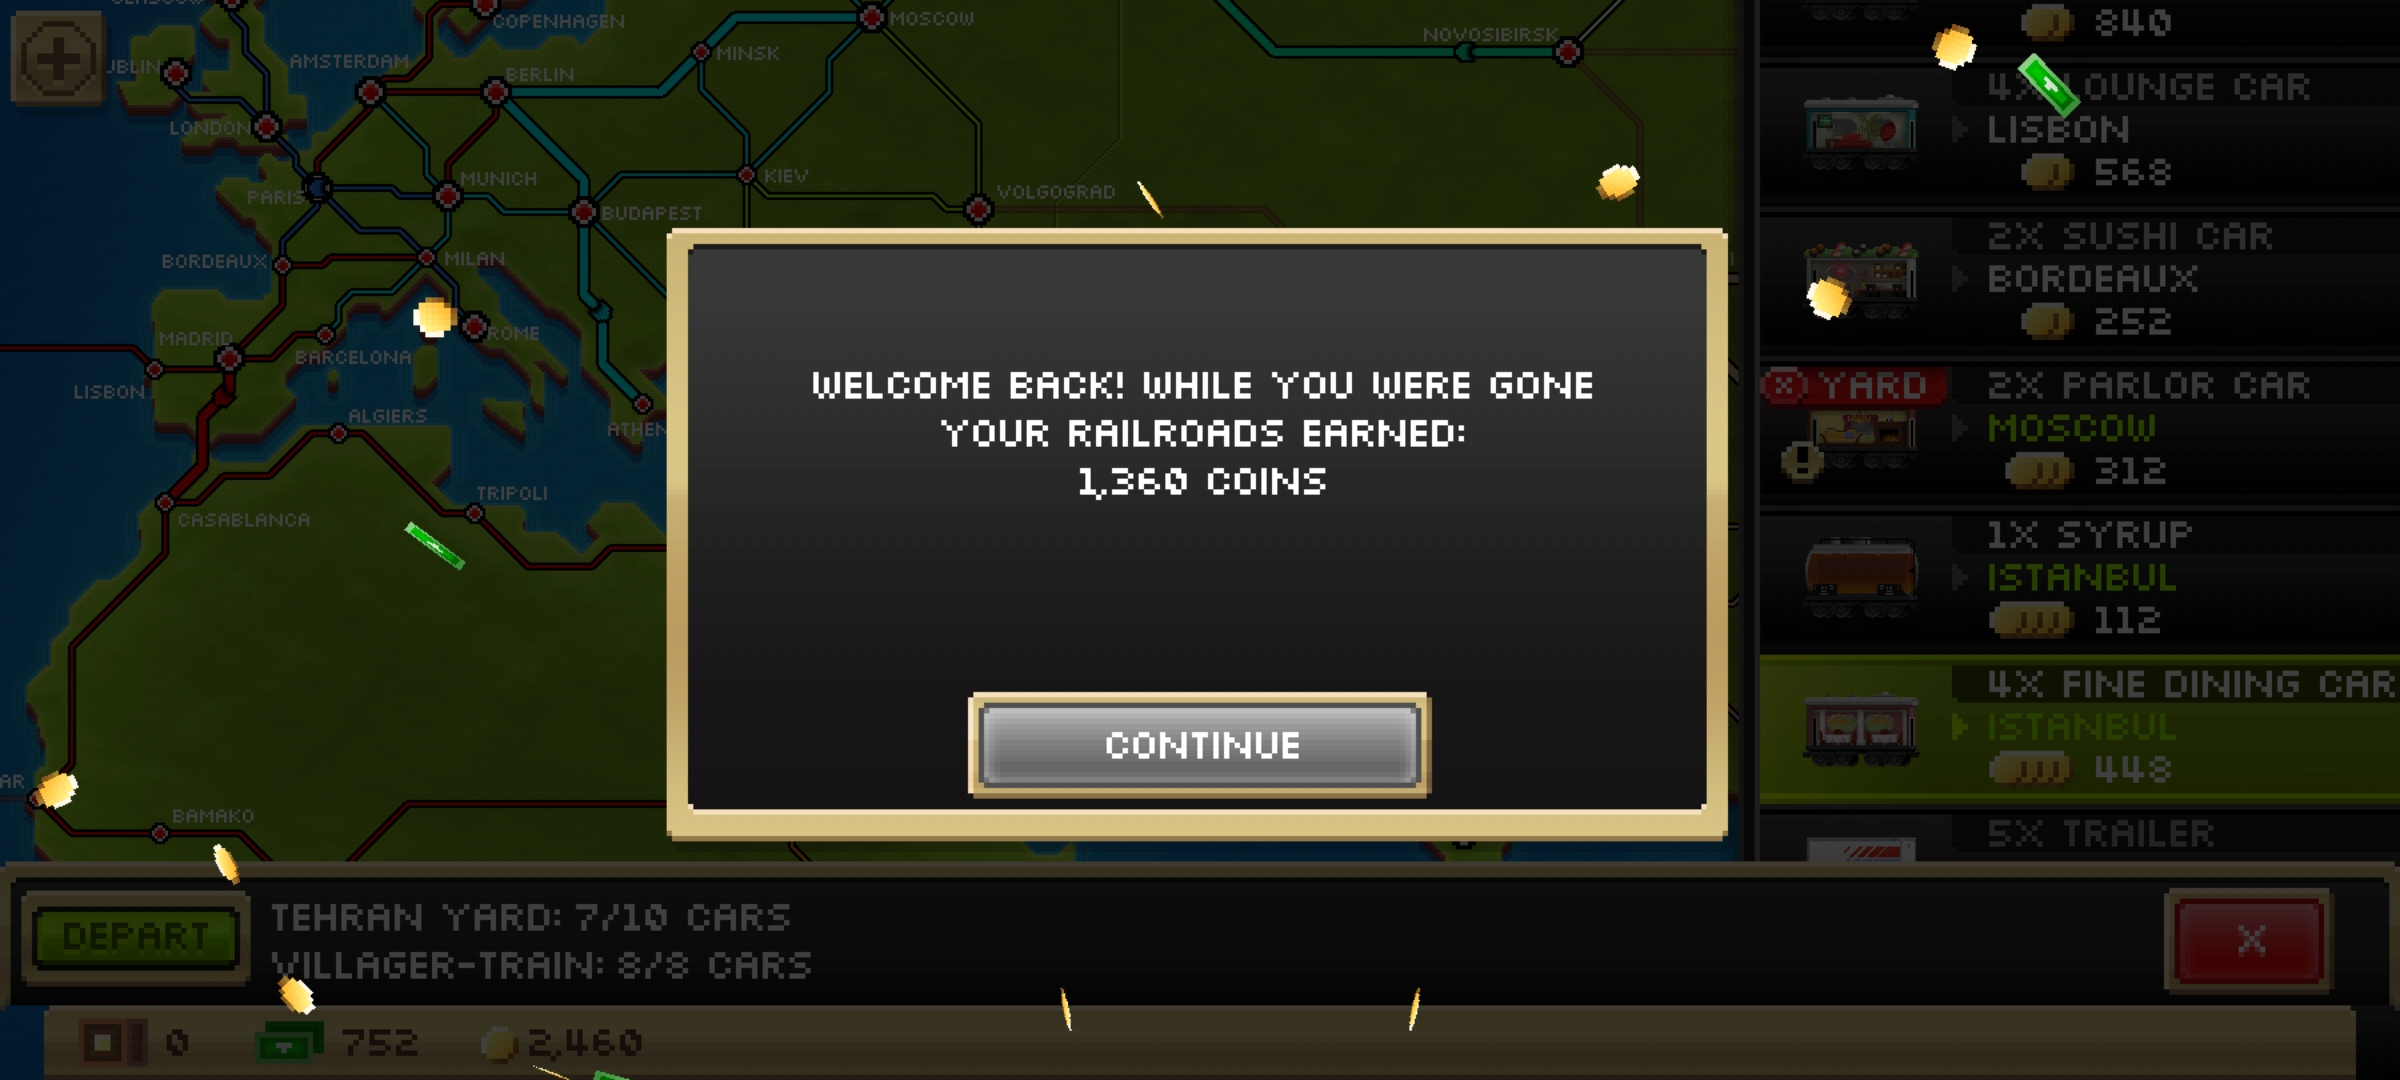 COPENHAGEN
MOSCOW
NOVOSIBIRSK
840
AMSTERDAM
MINSK
BERLIN
4X LOUNGE CAR
LISBON
568
LONDON
MUNICH
KIEV
PARIS
VOLGOGRAD
BUDAPEST
2X SUSHI CAR
BORDEAUX
252
BORDEAUX
MILAN
MADRID
ROME
BARCELONA
LISBON
ALGIERS
TRIPOLI
CASABLANCA
BAMAKO
WELCOME BACK! WHILE YOU WERE GONE
YOUR RAILROADS EARNED:
1,360 COINS
CONTINUE
YARD
2X PARLOR CAR
MOSCOW
312
1X SYRUP
ISTANBUL
112
4X FINE DINING CAR
ISTANBUL
448
5X TRAILER
DEPART
TEHRAN YARD: 7/10 CARS
VILLAGER-TRAIN: 8/8 CARS
X
0
752
2,460